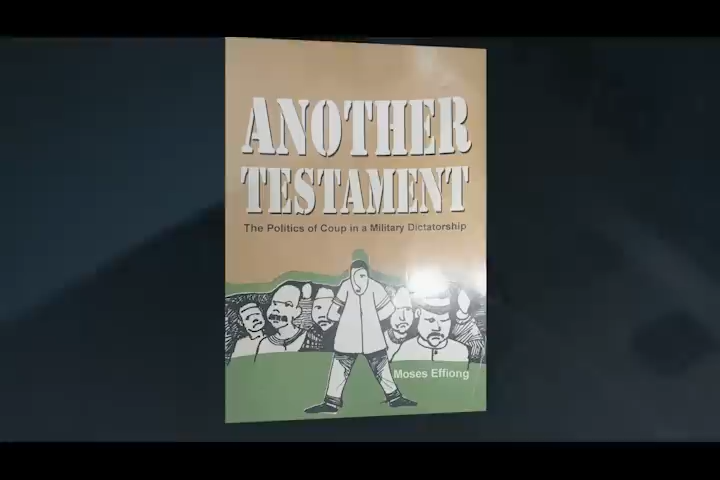 ANOTHER
TESTAMENT
The Politics of Coup in a Military Dictatorship
Moses Effiong